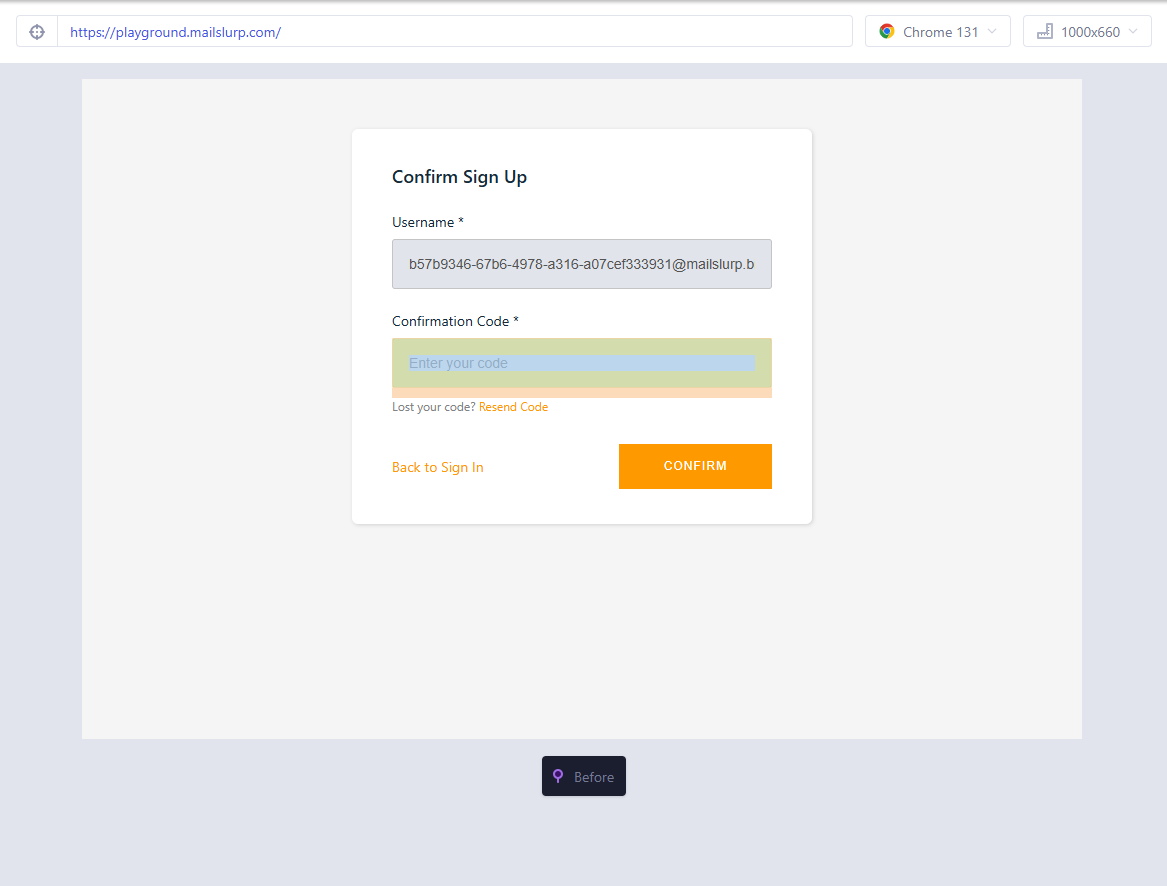 https://playground.mailslurp.com/
Chrome 131
1000x660
Confirm Sign Up
Username *
b57b9346-67b6-4978-a316-a07cef333931@mailslurp.b
Confirmation Code *
Enter your code
Lost your code? Resend Code
Back to Sign In
CONFIRM
Before